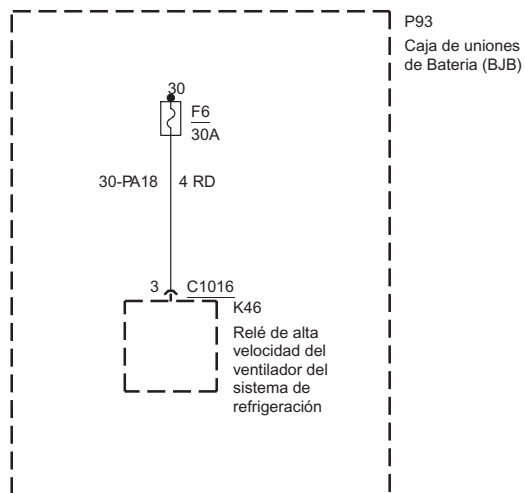 P93
Caja de uniones
de Bateria (BJB)
30
F6
30A
30-PA18 4 RD
3 C1016
K46
Relé de alta
velocidad del
ventilador del
sistema de
refrigeración